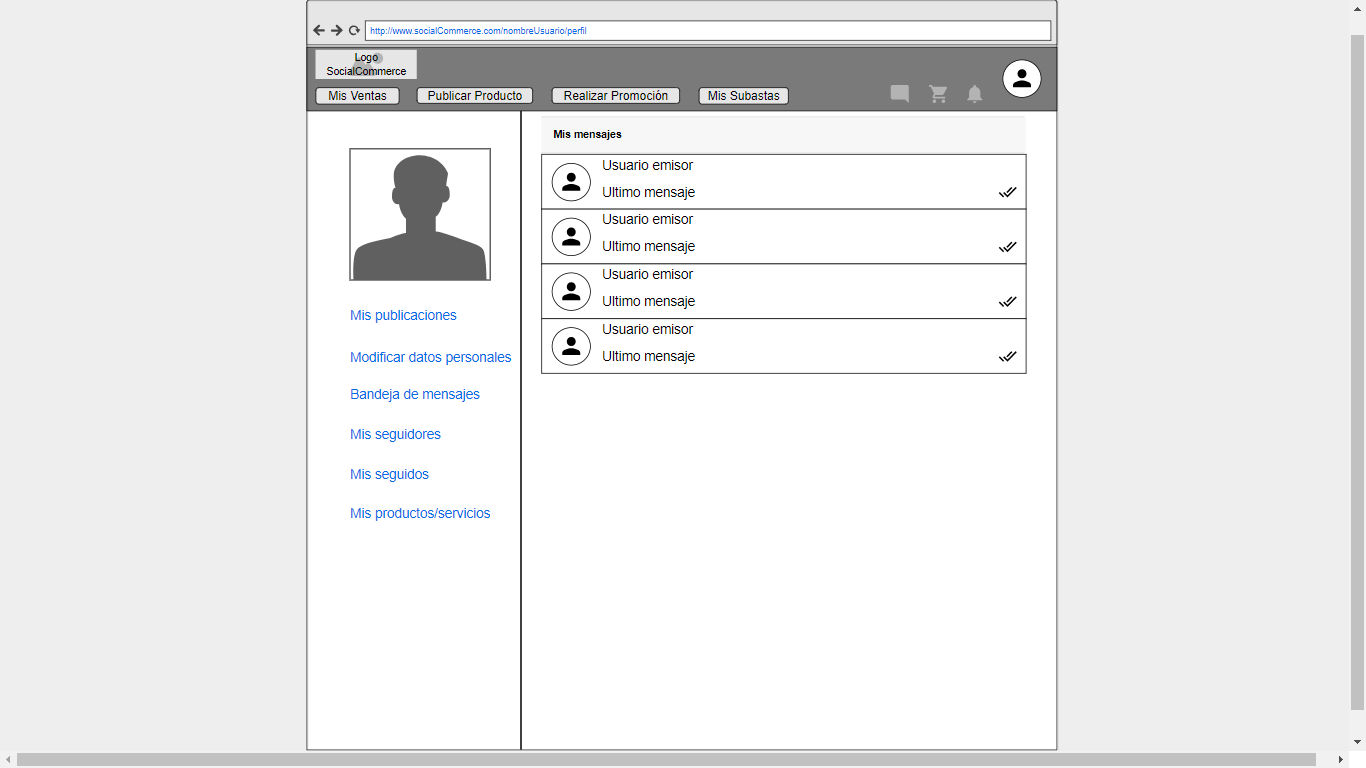 http://www.socialCommerce.com/nombreUsuario/perfil
Logo
SocialCommerce
Mis Ventas
Publicar Producto
Realizar Promoción
Mis Subastas
Mis publicaciones
Modificar datos personales
Bandeja de mensajes
Mis seguidores
Mis seguidos
Mis productos/servicios
Mis mensajes
Usuario emisor
Ultimo mensaje
Usuario emisor
Ultimo mensaje
Usuario emisor
Ultimo mensaje
Usuario emisor
Ultimo mensaje